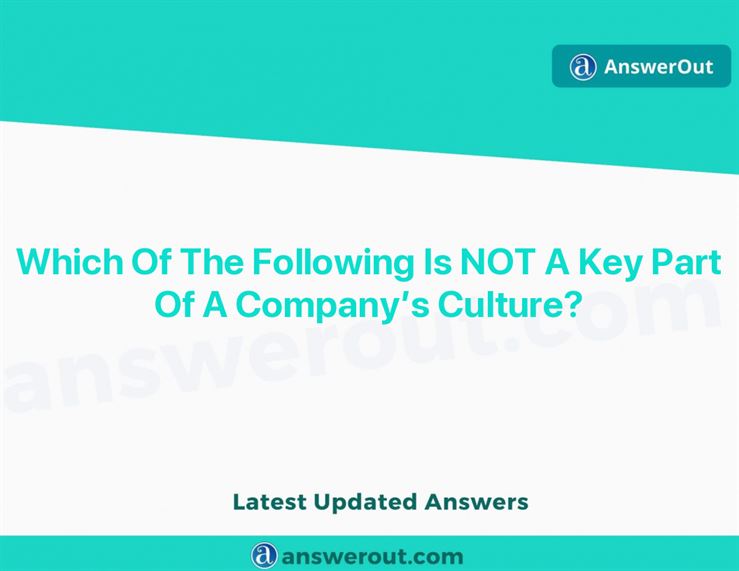 AnswerOut
Which Of The Following Is NOT A Key Part
Of A Company's Culture?
answerout.com
Latest Updated Answers
answerout.com